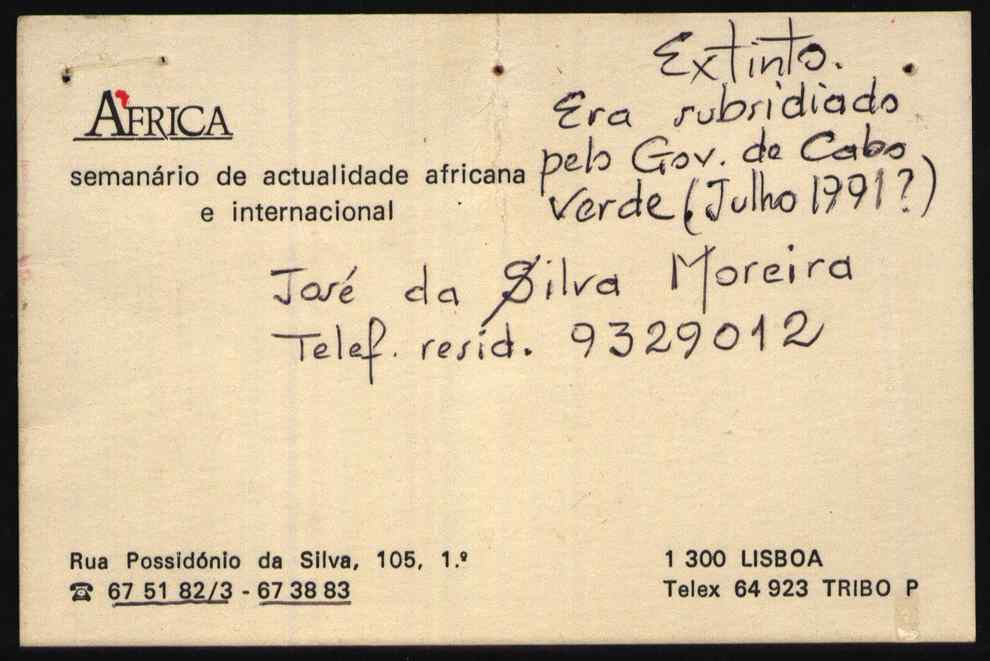 Extinto.
Era subsidiado
pelo Gov. de Cabo
Verde (Julho 1991?)
ÁFRICA
semanário de actualidade africana
e internacional
José da Silva Moreira
Telef. resid. 9329012
Rua Possidónio da Silva, 105, 1.º
☎ 67 51 82/3 - 67 38 83
1 300 LISBOA
Telex 64 923 TRIBO P